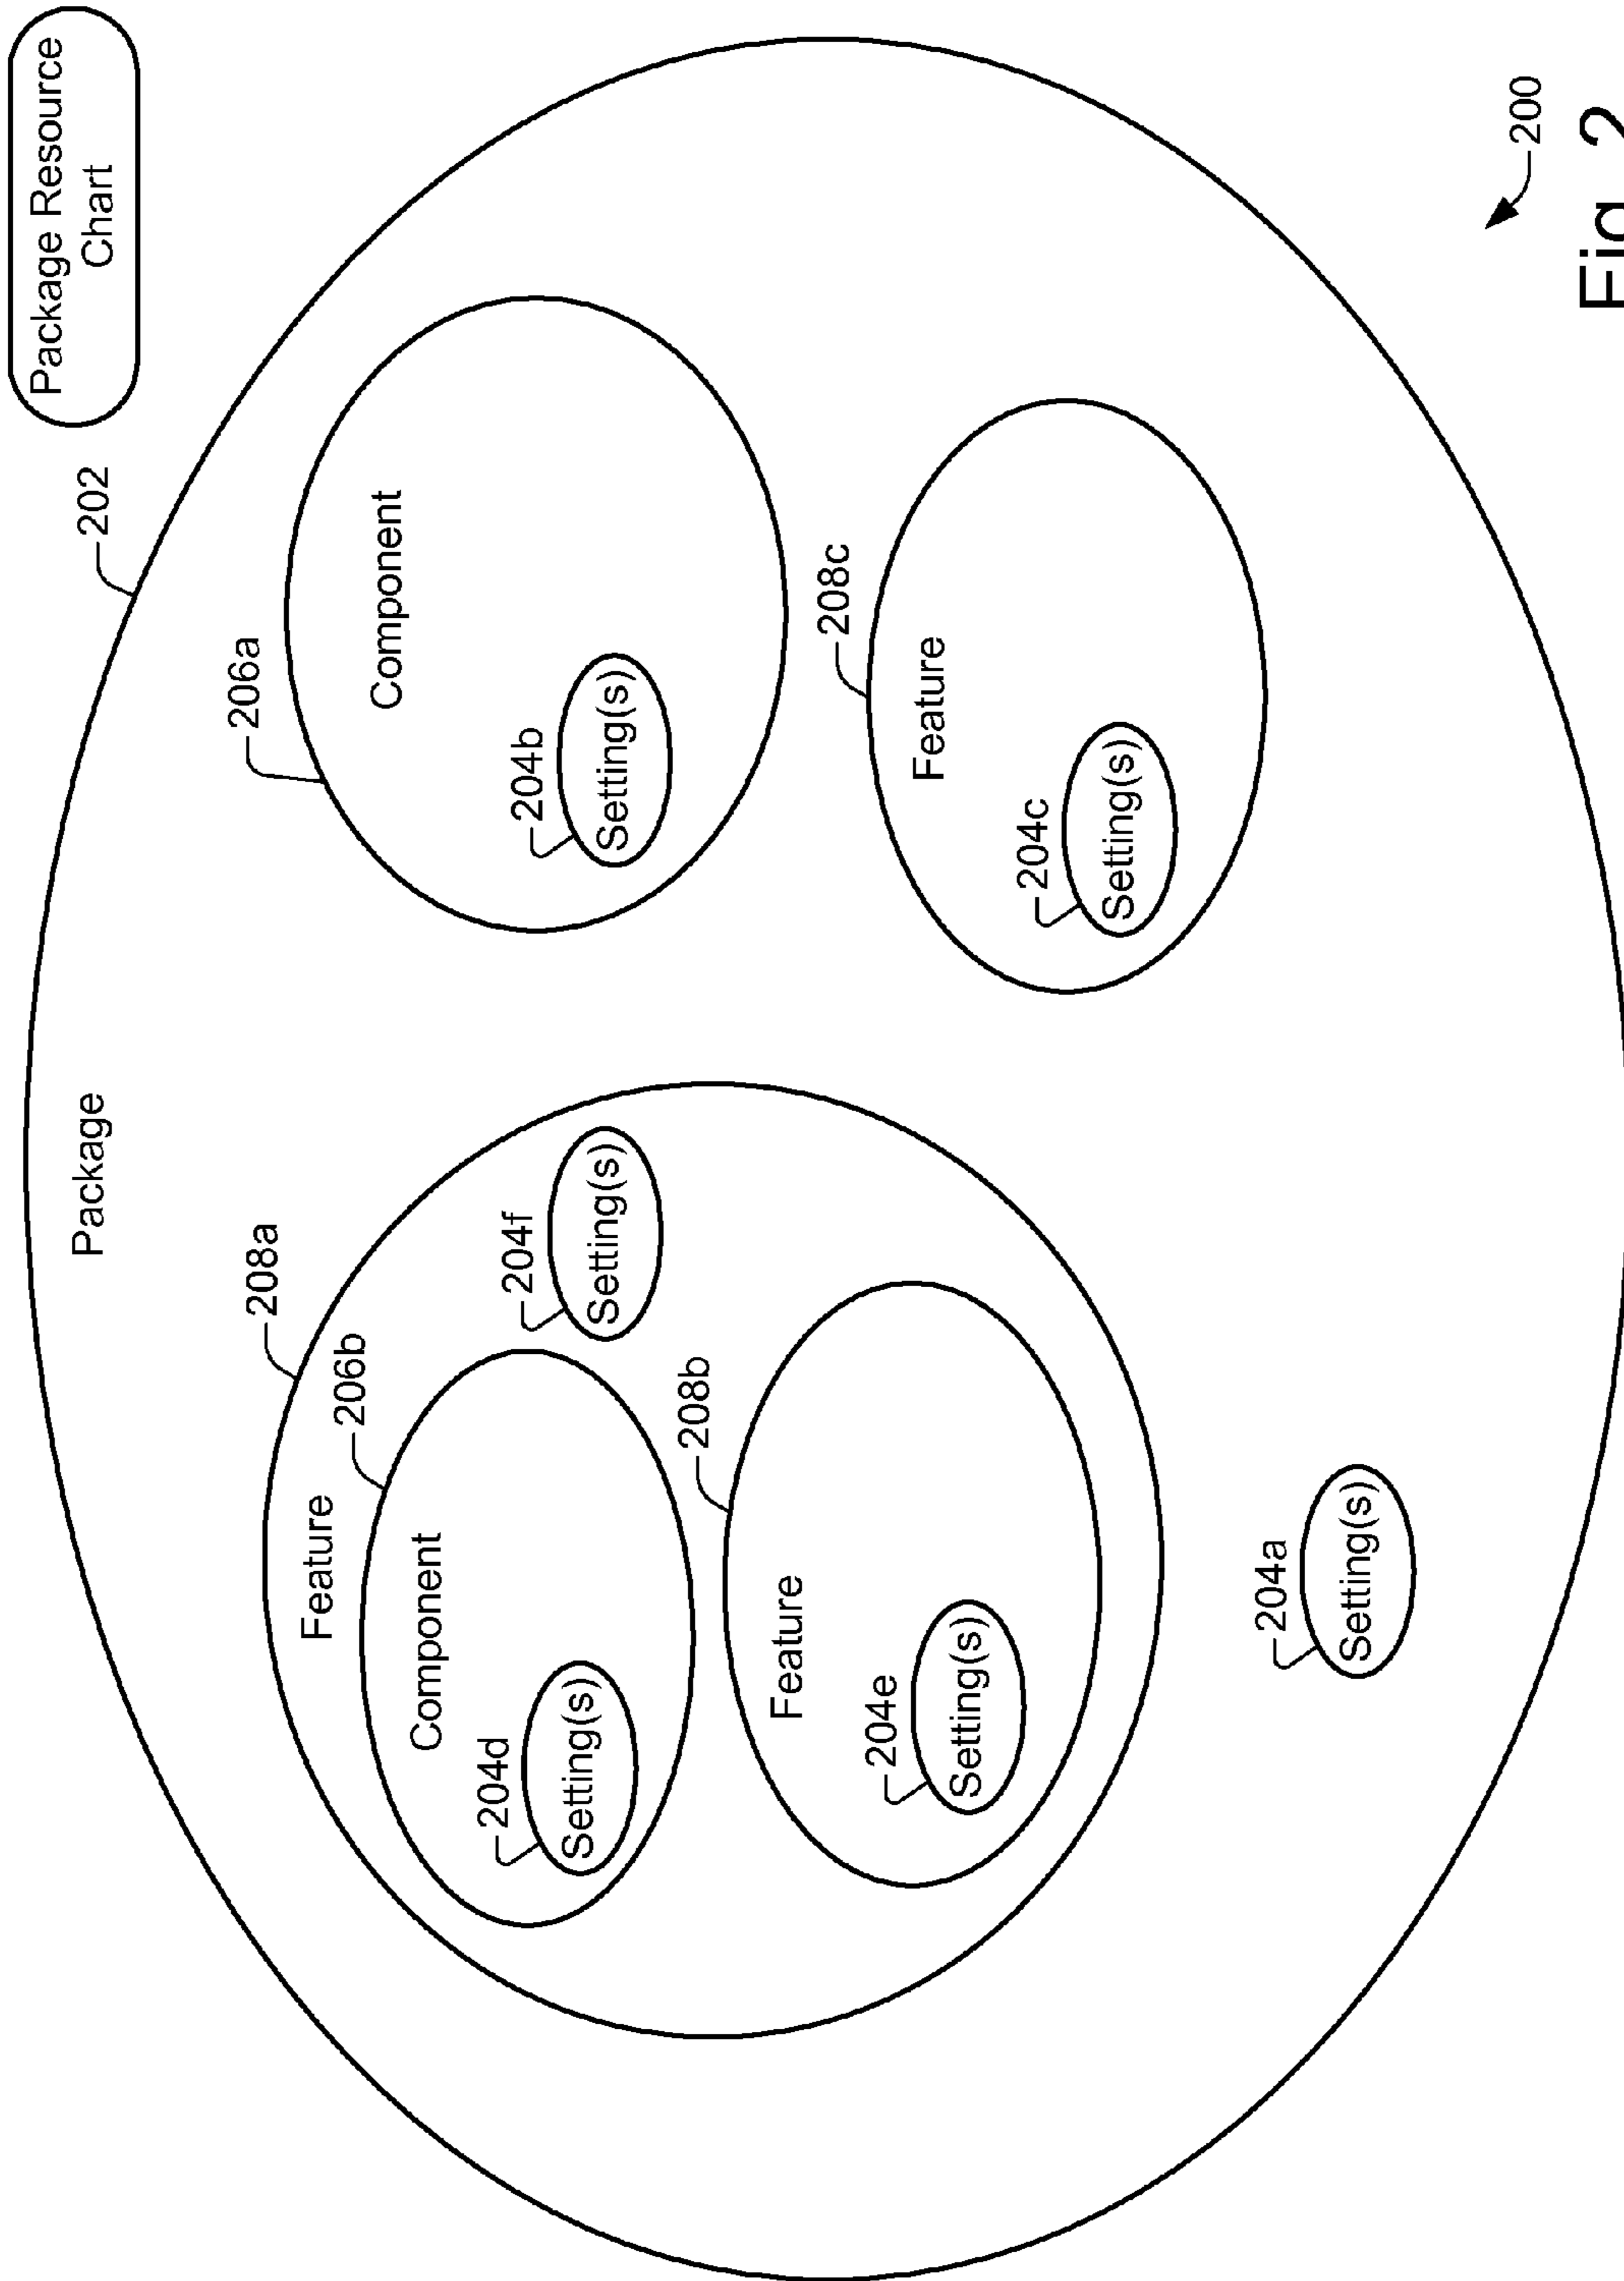 Package Resource
Chart
Package
202
208a
Feature
206b
Component
204d
Setting(s)
204f
Setting(s)
208b
Feature
204e
Setting(s)
206a
Component
204b
Setting(s)
208c
Feature
204c
Setting(s)
204a
Setting(s)
200
Fig. 2